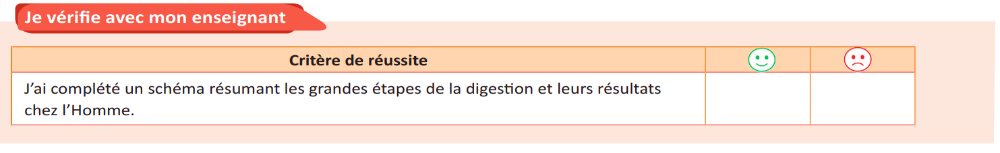 Je vérifie avec mon enseignant
Critère de réussite
J’ai complété un schéma résumant les grandes étapes de la digestion et leurs résultats
chez l’Homme.